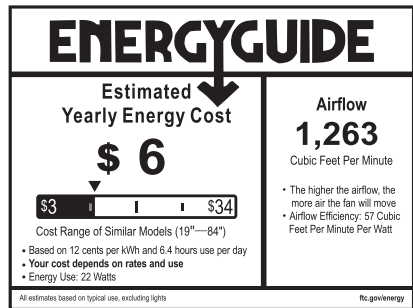 ENERGYGUIDE
Estimated
Yearly Energy Cost
$ 6
$3 $34
Cost Range of Similar Models (19"—84")
• Based on 12 cents per kWh and 6.4 hours use per day
• Your cost depends on rates and use
• Energy Use: 22 Watts
Airflow
1,263
Cubic Feet Per Minute
• The higher the airflow, the
more air the fan will move
• Airflow Efficiency: 57 Cubic
Feet Per Minute Per Watt
All estimates based on typical use, excluding lights
ftc.gov/energy